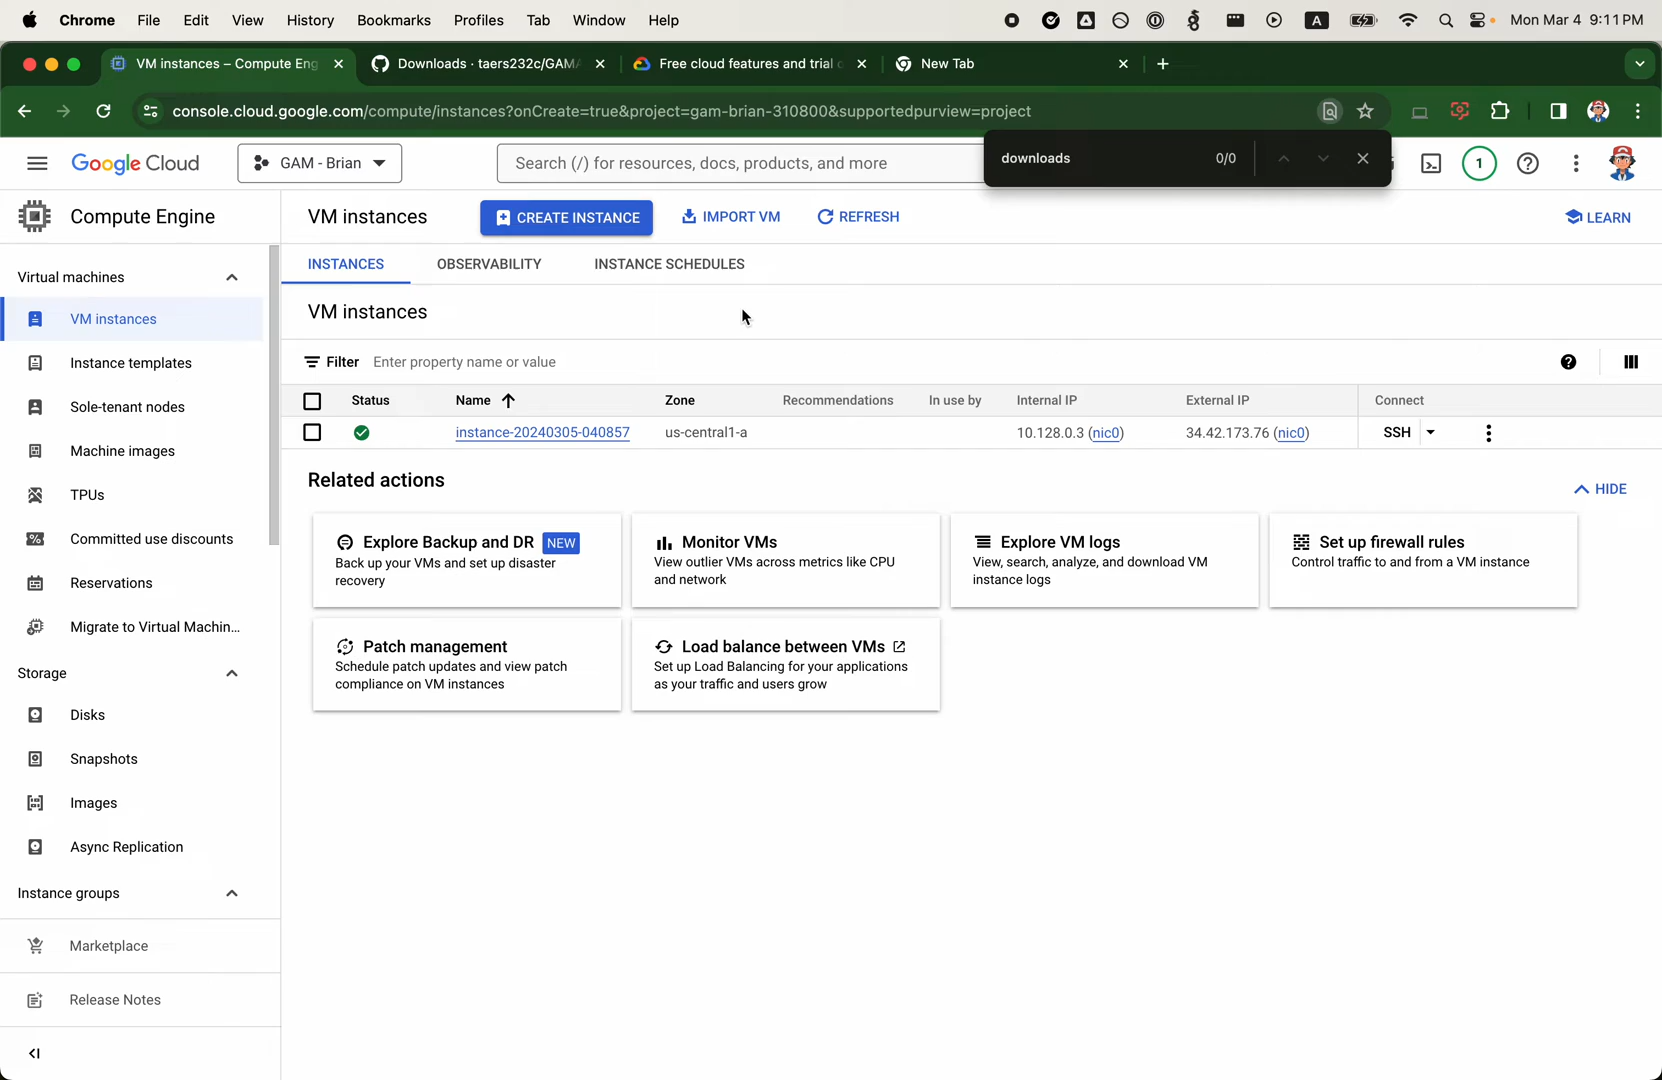 Chrome File Edit View History Bookmarks Profiles Tab Window Help A Mon Mar 4 9:11 PM
VM instances – Compute Eng Downloads · taers232c/GAMA Free cloud features and trial New Tab
console.cloud.google.com/compute/instances?onCreate=true&project=gam-brian-310800&supportedpurview=project
downloads 0/0
Google Cloud GAM - Brian Search (/) for resources, docs, products, and more 1
Compute Engine VM instances CREATE INSTANCE IMPORT VM REFRESH LEARN
Virtual machines
VM instances
Instance templates
Sole-tenant nodes
Machine images
TPUs
Committed use discounts
Reservations
Migrate to Virtual Machin...
Storage
Disks
Snapshots
Images
Async Replication
Instance groups
Marketplace
Release Notes
INSTANCES OBSERVABILITY INSTANCE SCHEDULES
VM instances
Filter Enter property name or value
Status Name Zone Recommendations In use by Internal IP External IP Connect
instance-20240305-040857 us-central1-a 10.128.0.3 (nic0) 34.42.173.76 (nic0) SSH
Related actions
HIDE
Explore Backup and DR NEW
Back up your VMs and set up disaster
recovery
Monitor VMs
View outlier VMs across metrics like CPU
and network
Explore VM logs
View, search, analyze, and download VM
instance logs
Set up firewall rules
Control traffic to and from a VM instance
Patch management
Schedule patch updates and view patch
compliance on VM instances
Load balance between VMs
Set up Load Balancing for your applications
as your traffic and users grow